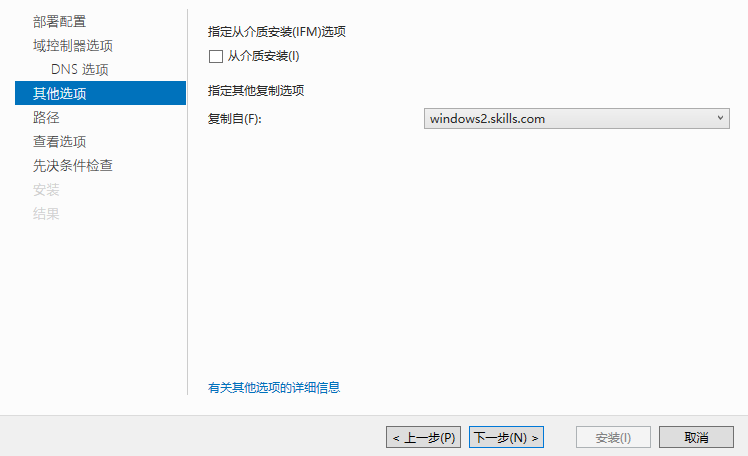 部署配置
域控制器选项
DNS 选项
其他选项
路径
查看选项
先决条件检查
安装
结果
指定从介质安装(IFM)选项
从介质安装(I)
指定其他复制选项
复制自(F):
windows2.skills.com
有关其他选项的详细信息
< 上一步(P)
下一步(N) >
安装(I)
取消